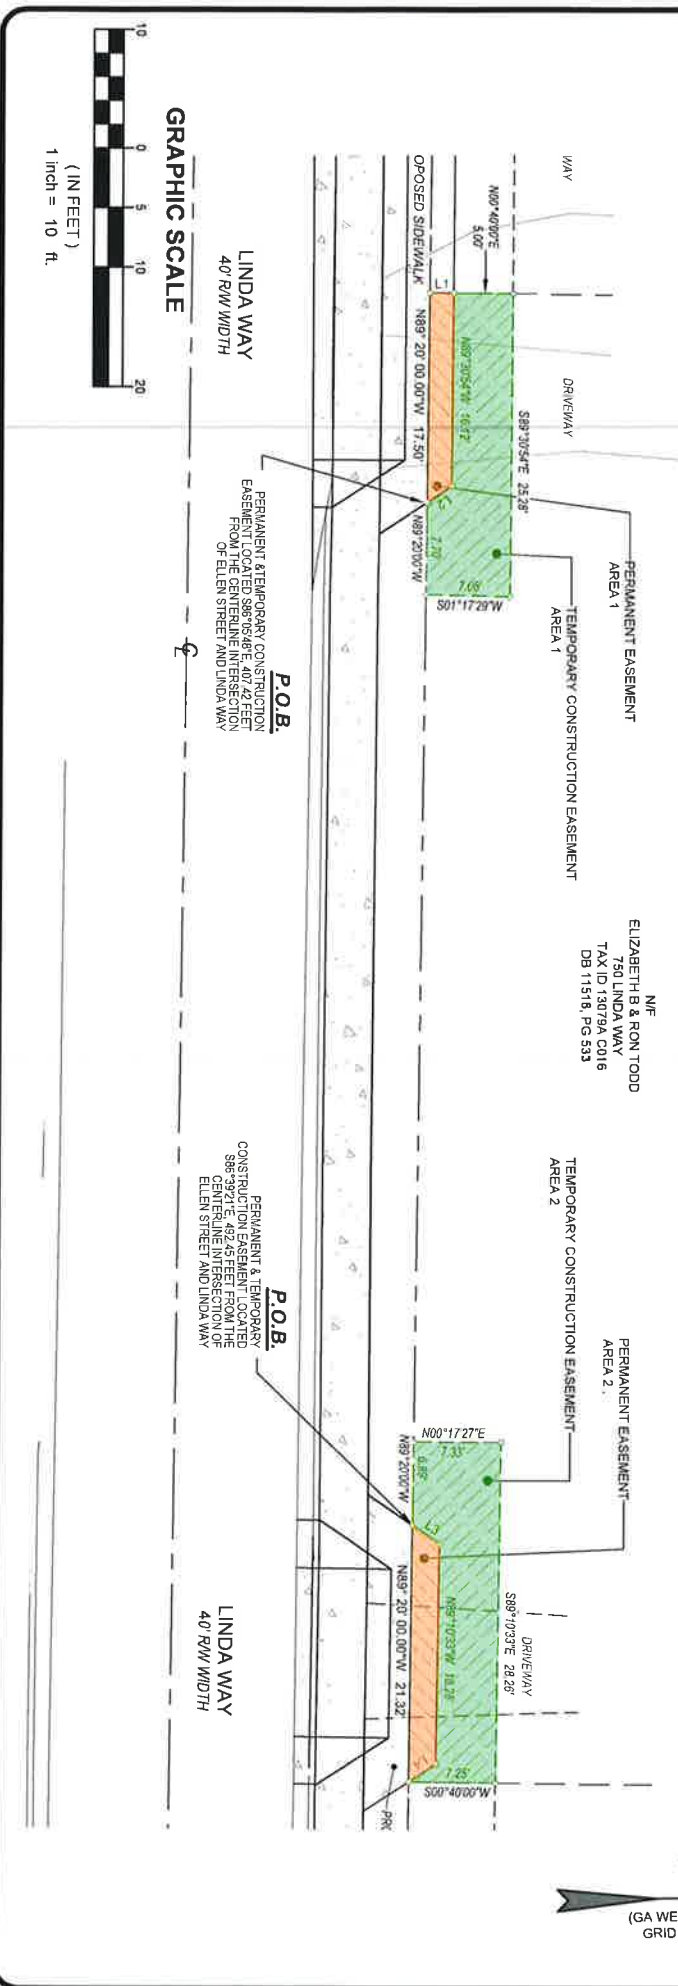 10
0
5
10
20
( IN FEET )
1 inch = 10 ft.
GRAPHIC SCALE
LINDA WAY
40' R/W WIDTH
WAY
N00°40'00"E
5.00'
OPOSED SIDEWALK
L1
N89° 20' 00.00"W 17.50'
N89°30'54"W 16.12'
DRIVEWAY
S89°30'54"E 25.28'
N89°20'00"W
7.70'
7.06'
S01°17'29"W
PERMANENT EASEMENT
AREA 1
TEMPORARY CONSTRUCTION EASEMENT
AREA 1
P.O.B.
PERMANENT & TEMPORARY CONSTRUCTION
EASEMENT LOCATED S86°05'48"E, 407.42 FEET
FROM THE CENTERLINE INTERSECTION
OF ELLEN STREET AND LINDA WAY
CL
N/F
ELIZABETH B & RON TODD
750 LINDA WAY
TAX ID 13079A C016
DB 11518, PG 533
TEMPORARY CONSTRUCTION EASEMENT
AREA 2
PERMANENT EASEMENT
AREA 2
P.O.B.
PERMANENT & TEMPORARY
CONSTRUCTION EASEMENT LOCATED
S86°39'21"E, 492.45 FEET FROM THE
CENTERLINE INTERSECTION OF
ELLEN STREET AND LINDA WAY
N00°17'27"E
7.33'
6.89'
N89°20'00"W
L3
N89° 20' 00.00"W 21.32'
N89°10'33"W 18.78'
DRIVEWAY
S89°10'33"E 28.26'
7.25'
S00°40'00"W
LINDA WAY
40' R/W WIDTH
PRO
(GA WE
GRID